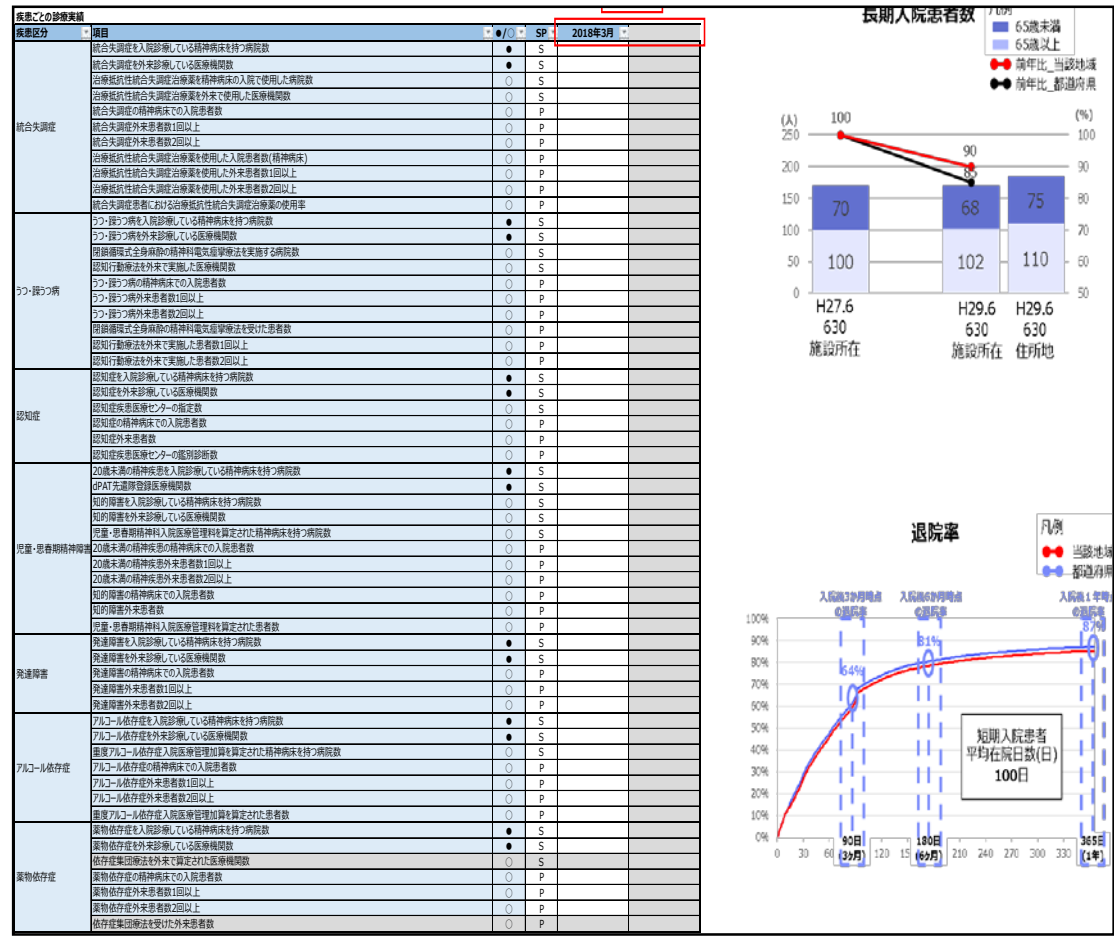 疾患ごとの診療実績
疾患区分 項目 ●/○ SP 2018年3月
統合失調症
統合失調症を入院診療している精神病床を持つ病院数 ● S
統合失調症を外来診療している医療機関数 ● S
治療抵抗性統合失調症治療薬を精神病床の入院で使用した病院数 ○ S
治療抵抗性統合失調症治療薬を外来で使用した医療機関数 ○ S
統合失調症の精神病床での入院患者数 ○ P
統合失調症外来患者数1回以上 ○ P
統合失調症外来患者数2回以上 ○ P
治療抵抗性統合失調症治療薬を使用した入院患者数(精神病床) ○ P
治療抵抗性統合失調症治療薬を使用した外来患者数1回以上 ○ P
治療抵抗性統合失調症治療薬を使用した外来患者数2回以上 ○ P
統合失調症患者における治療抵抗性統合失調症治療薬の使用率 ○ P
うつ・躁うつ病
うつ・躁うつ病を入院診療している精神病床を持つ病院数 ● S
うつ・躁うつ病を外来診療している医療機関数 ● S
閉鎖循環式全身麻酔の精神科電気痙攣療法を実施する病院数 ○ S
認知行動療法を外来で実施した医療機関数 ○ S
うつ・躁うつ病の精神病床での入院患者数 ○ P
うつ・躁うつ病外来患者数1回以上 ○ P
うつ・躁うつ病外来患者数2回以上 ○ P
閉鎖循環式全身麻酔の精神科電気痙攣療法を受けた患者数 ○ P
認知行動療法を外来で実施した患者数1回以上 ○ P
認知行動療法を外来で実施した患者数2回以上 ○ P
認知症
認知症を入院診療している精神病床を持つ病院数 ● S
認知症を外来診療している医療機関数 ● S
認知症疾患医療センターの指定数 ○ S
認知症の精神病床での入院患者数 ○ P
認知症外来患者数 ○ P
認知症疾患医療センターの鑑別診断数 ○ P
児童・思春期精神障害
20歳未満の精神疾患を入院診療している精神病床を持つ病院数 ● S
dPAT先遣隊登録医療機関数 ● S
知的障害を入院診療している精神病床を持つ病院数 ○ S
知的障害を外来診療している医療機関数 ○ S
児童・思春期精神科入院医療管理料を算定された精神病床を持つ病院数 ○ S
20歳未満の精神疾患の精神病床での入院患者数 ○ P
20歳未満の精神疾患外来患者数1回以上 ○ P
20歳未満の精神疾患外来患者数2回以上 ○ P
知的障害の精神病床での入院患者数 ○ P
知的障害外来患者数 ○ P
児童・思春期精神科入院医療管理料を算定された患者数 ○ P
発達障害
発達障害を入院診療している精神病床を持つ病院数 ● S
発達障害を外来診療している医療機関数 ● S
発達障害の精神病床での入院患者数 ○ P
発達障害外来患者数1回以上 ○ P
発達障害外来患者数2回以上 ○ P
アルコール依存症
アルコール依存症を入院診療している精神病床を持つ病院数 ● S
アルコール依存症を外来診療している医療機関数 ● S
重度アルコール依存症入院医療管理加算を算定された精神病床を持つ病院数 ○ S
アルコール依存症の精神病床での入院患者数 ○ P
アルコール依存症外来患者数1回以上 ○ P
アルコール依存症外来患者数2回以上 ○ P
重度アルコール依存症入院医療管理加算を算定された患者数 ○ P
薬物依存症
薬物依存症を入院診療している精神病床を持つ病院数 ● S
薬物依存症を外来診療している医療機関数 ● S
依存症集団療法を外来で算定された医療機関数 ○ S
薬物依存症の精神病床での入院患者数 ○ P
薬物依存症外来患者数1回以上 ○ P
薬物依存症外来患者数2回以上 ○ P
依存症集団療法を受けた外来患者数 ○ P
長期入院患者数
凡例
65歳未満
65歳以上
前年比_当該地域
前年比_都道府県
(人) (%)
250 200 150 100 50 0
100 90 80 70 60 50
100 90 85
70 68 75
100 102 110
H27.6 H29.6 H29.6
630 630 630
施設所在 施設所在 住所地
退院率
凡例
当該地域
都道府県
入院後3か月時点 入院後6か月時点 入院後1年時点
の退院率 の退院率 の退院率
64% 81% 87%
100%
90%
80%
70%
60%
50%
40%
30%
20%
10%
0%
短期入院患者
平均在院日数(日)
100日
90日 180日 365日
(3か月) (6か月) (1年)
0 30 60 120 15 210 240 270 300 330